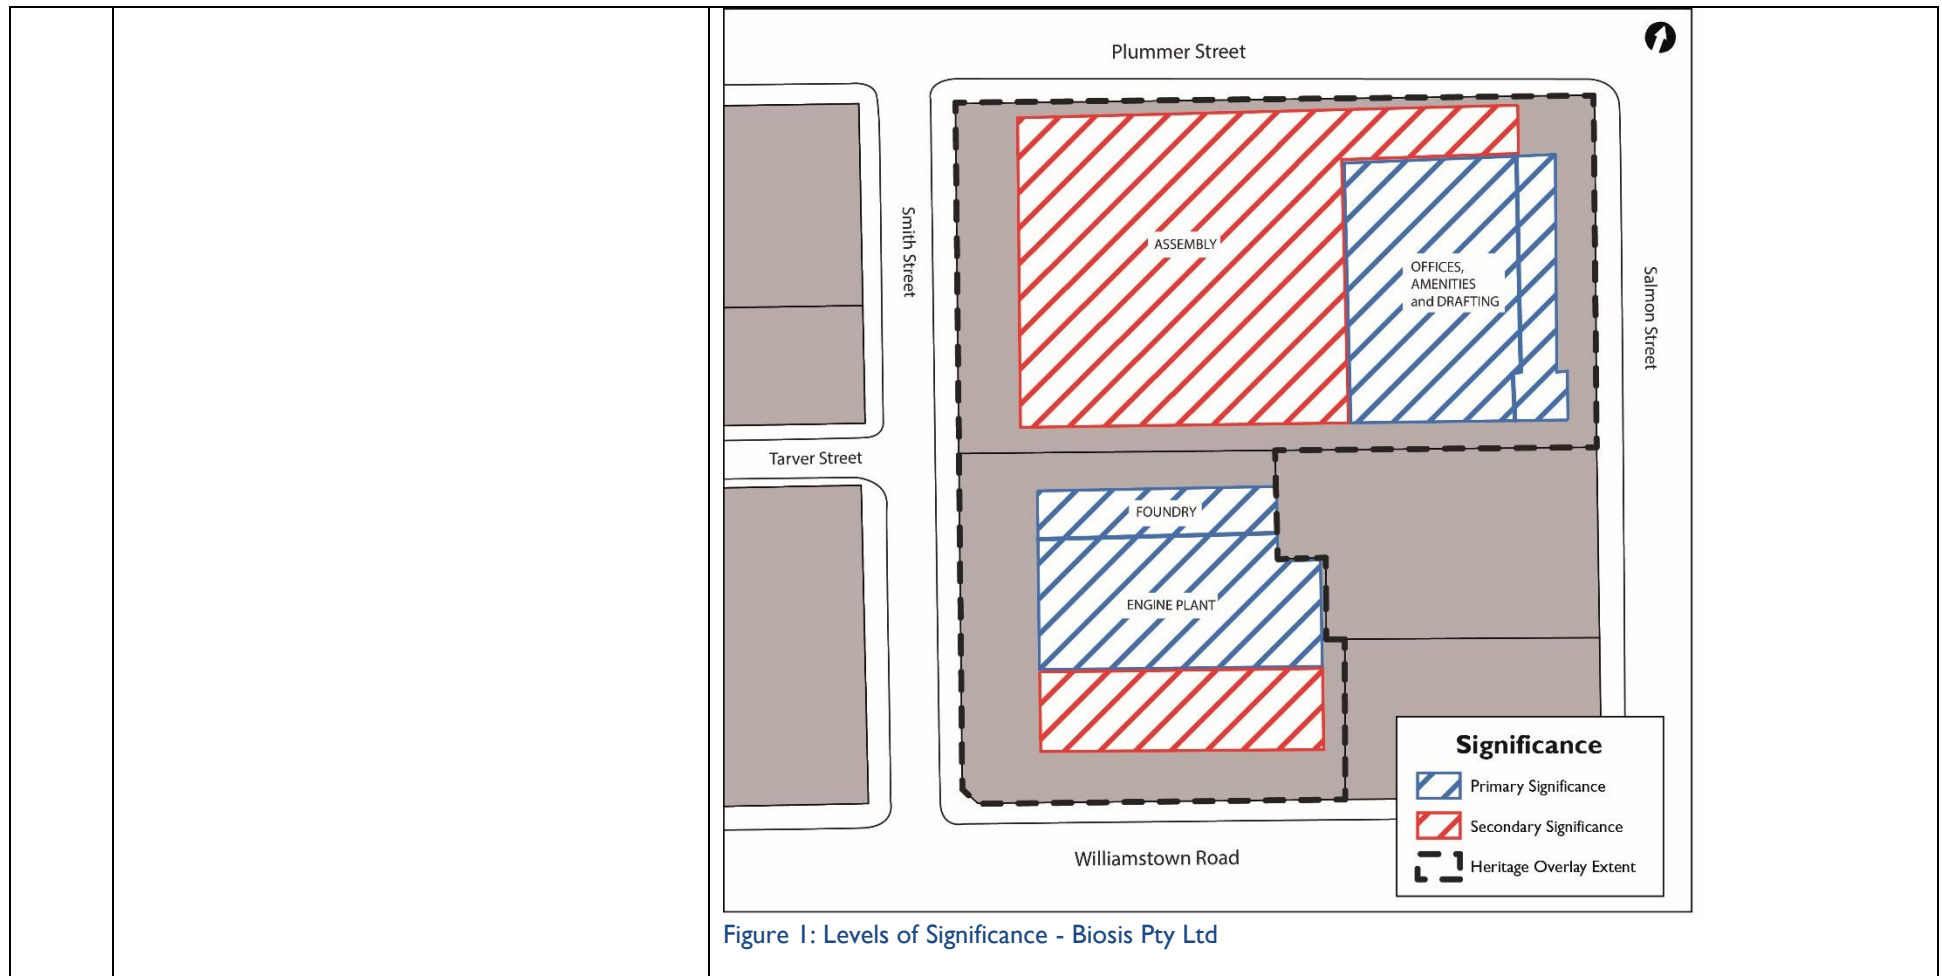 Plummer Street
Smith Street
ASSEMBLY
OFFICES,
AMENITIES
and DRAFTING
Salmon Street
Tarver Street
FOUNDRY
ENGINE PLANT
Significance
Primary Significance
Secondary Significance
Heritage Overlay Extent
Williamstown Road
Figure 1: Levels of Significance - Biosis Pty Ltd